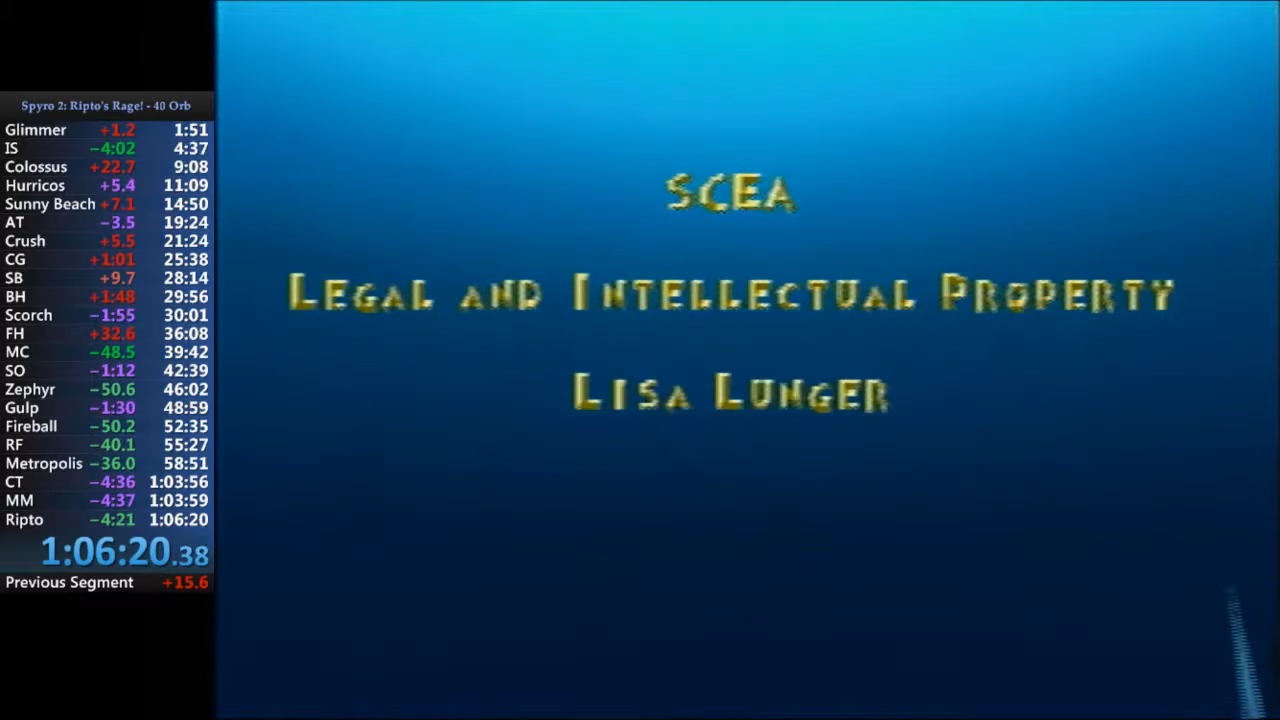 Spyro 2: Ripto's Rage! - 40 Orb
Glimmer +1.2 1:51
IS −4:02 4:37
Colossus +22.7 9:08
Hurricos +5.4 11:09
Sunny Beach +7.1 14:50
AT −3.5 19:24
Crush +5.5 21:24
CG +1:01 25:38
SB +9.7 28:14
BH +1:48 29:56
Scorch −1:55 30:01
FH +32.6 36:08
MC −48.5 39:42
SO −1:12 42:39
Zephyr −50.6 46:02
Gulp −1:30 48:59
Fireball −50.2 52:35
RF −40.1 55:27
Metropolis −36.0 58:51
CT −4:36 1:03:56
MM −4:37 1:03:59
Ripto −4:21 1:06:20
1:06:20.38
Previous Segment +15.6
SCEA
Legal and Intellectual Property
Lisa Lunger